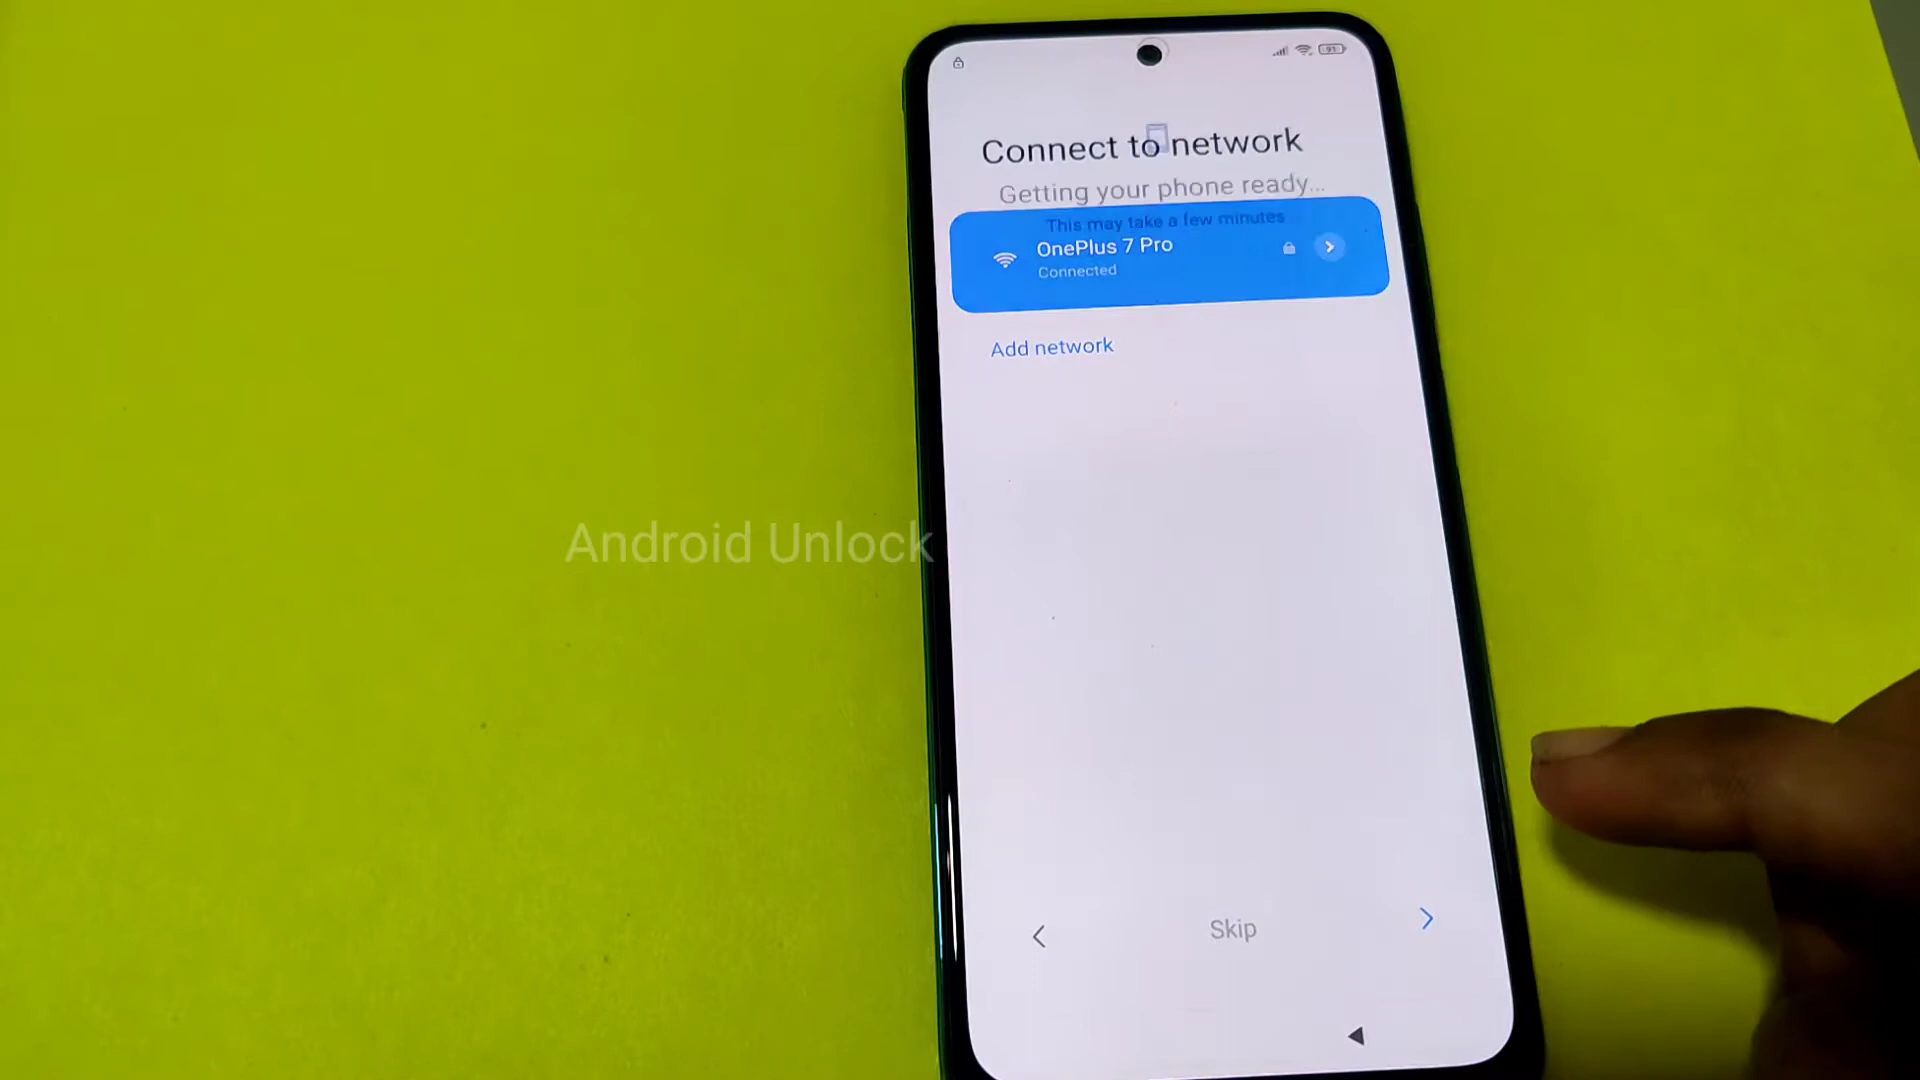 91
Connect to network
Getting your phone ready...
This may take a few minutes
OnePlus 7 Pro
Connected
Add network
Android Unlock
Skip